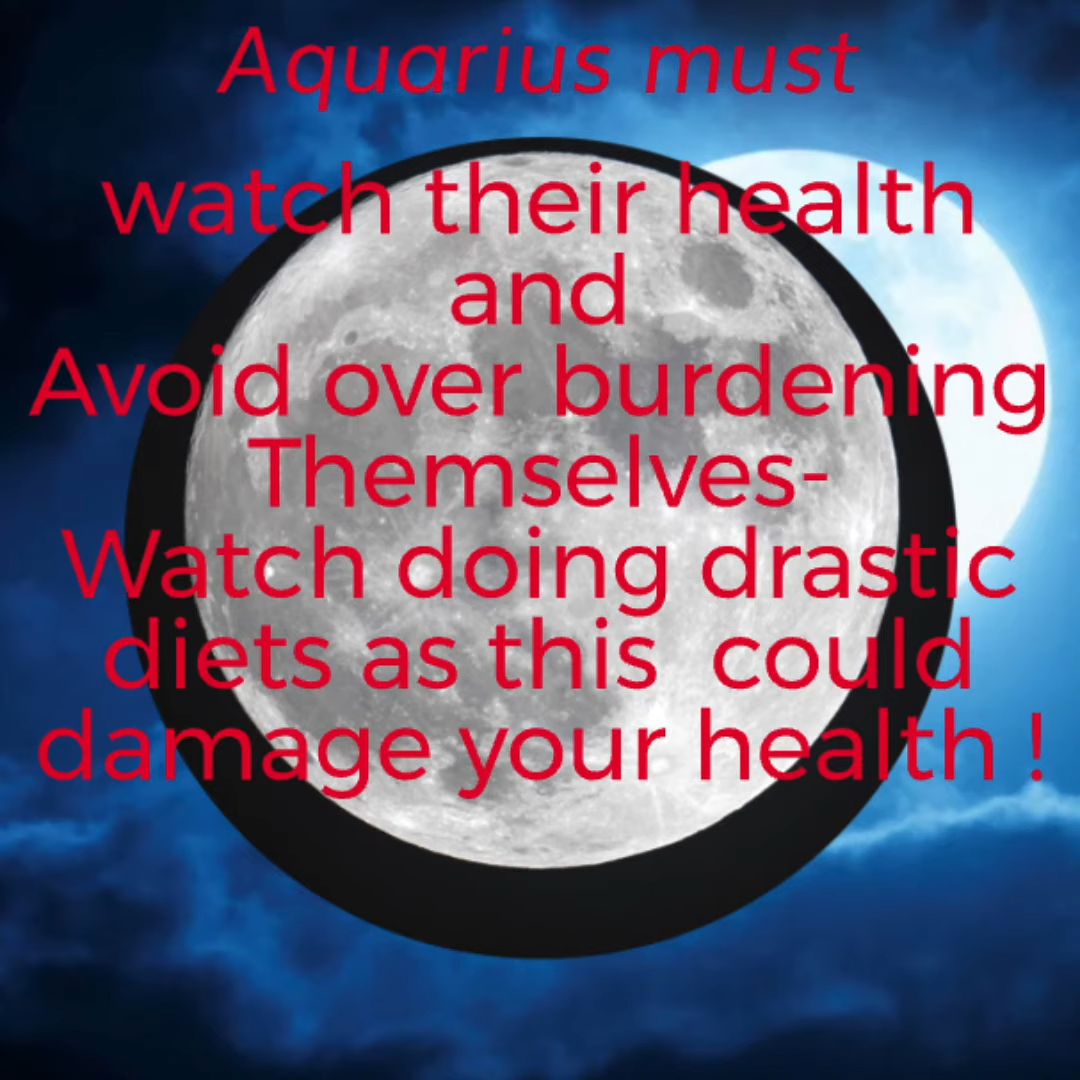 Aquarius must
watch their health
and
Avoid over burdening
Themselves-
Watch doing drastic
diets as this  could
damage your health !